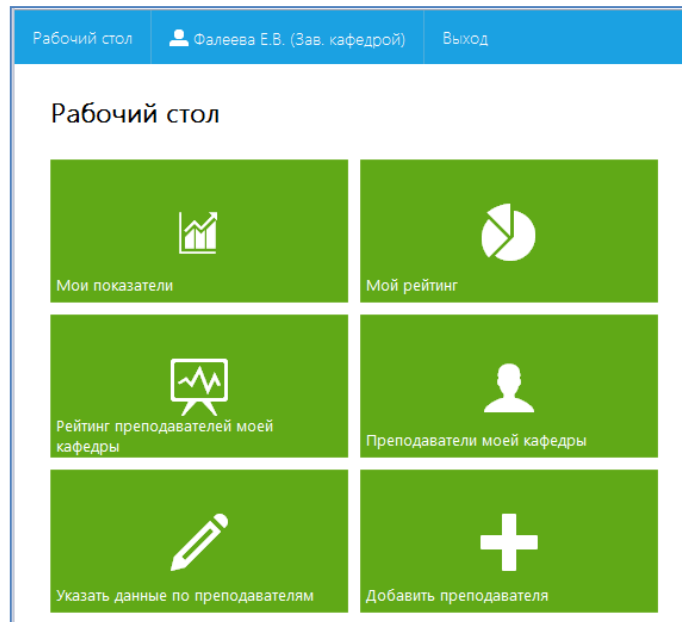 Рабочий стол
Фалеева Е.В. (Зав. кафедрой)
Выход
Рабочий стол
Мои показатели
Мой рейтинг
Рейтинг преподавателей моей
кафедры
Преподаватели моей кафедры
Указать данные по преподавателям
Добавить преподавателя